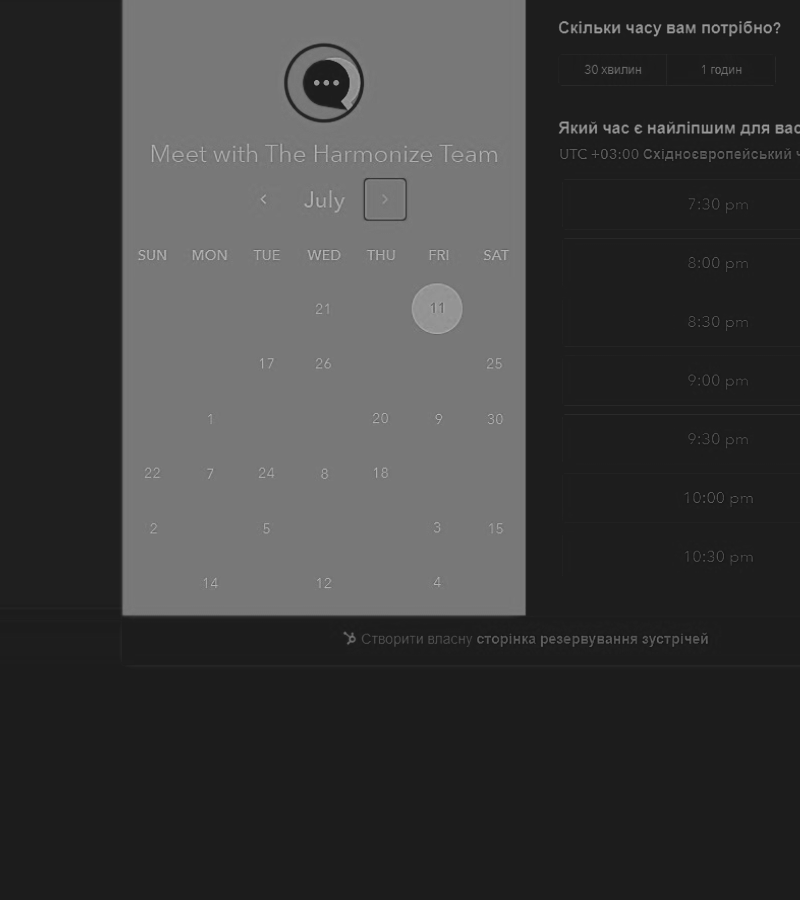 Meet with The Harmonize Team
July
SUN MON TUE WED THU FRI SAT
21 11
17 26 25
1 20 9 30
22 7 24 8 18
2 5 3 15
14 12 4
Скільки часу вам потрібно?
30 хвилин 1 годин
Який час є найліпшим для вас
UTC +03:00 Східноєвропейський ч
7:30 pm
8:00 pm
8:30 pm
9:00 pm
9:30 pm
10:00 pm
10:30 pm
Створити власну сторінка резервування зустрічей